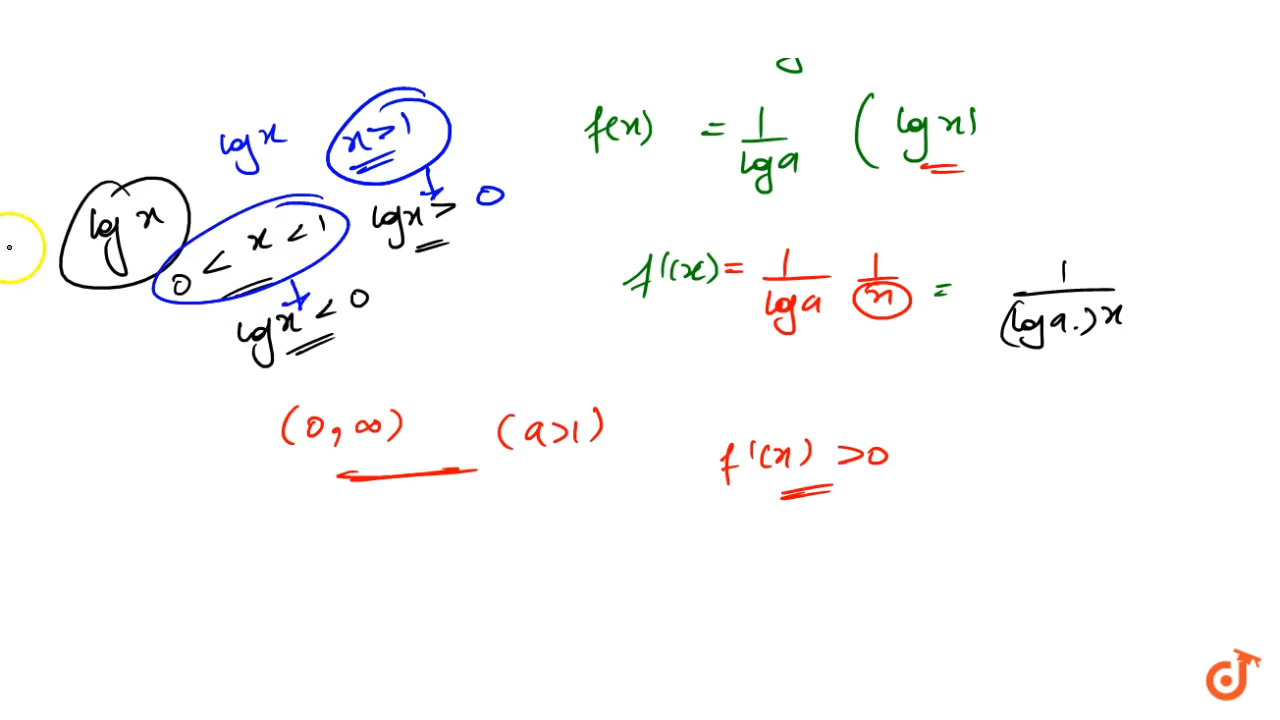 log x x > 1
log x > 0
log x 0 < x < 1
log x < 0
f(x) = 1/log a ( log x)
f'(x) = 1/log a 1/x = 1/(log a.) x
(0, ∞) (a>1)
f'(x) > 0